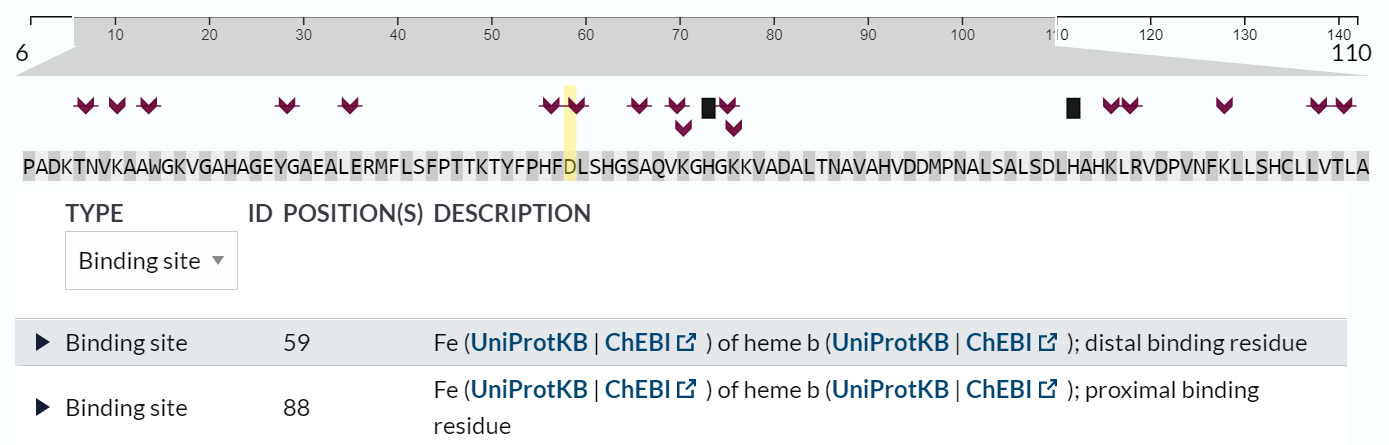 10 20 30 40 50 60 70 80 90 100 110 120 130 140
6 110
PADKTNVKAAWGKVGAHAGEYGAEALERMFLSFPTTKTYFPHFDLSHGSAQVKGHGKKVADALTNAVAHVDDMPNALSALSDLHAHKLRVDPVNFKLLSHCLLVTLA
TYPE ID POSITION(S) DESCRIPTION
Binding site
Binding site 59 Fe (UniProtKB | ChEBI ) of heme b (UniProtKB | ChEBI ); distal binding residue
Binding site 88 Fe (UniProtKB | ChEBI ) of heme b (UniProtKB | ChEBI ); proximal binding
residue